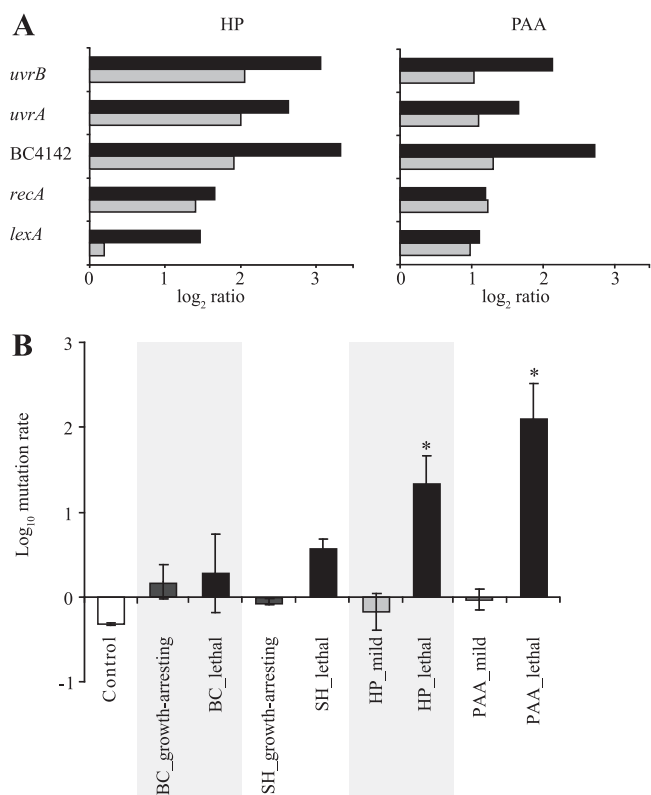 A
HP
PAA
uvrB
uvrA
BC4142
recA
lexA
0 1 2 3
log2 ratio
0 1 2 3
log2 ratio
B
Log10 mutation rate
3
2
1
0
-1
*
*
Control
BC_growth-arresting
BC_lethal
SH_growth-arresting
SH_lethal
HP_mild
HP_lethal
PAA_mild
PAA_lethal